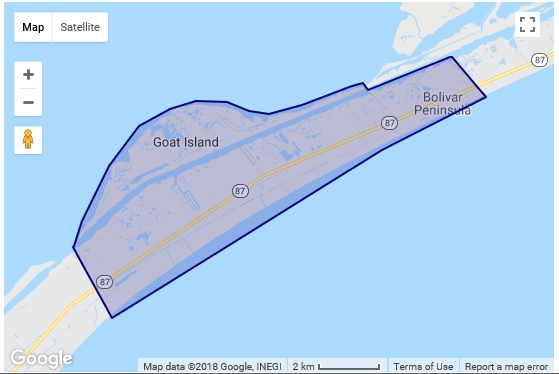 Map Satellite
87
Bolivar
Peninsula
87
Goat Island
87
87
Google
Map data ©2018 Google, INEGI 2 km Terms of Use Report a map error